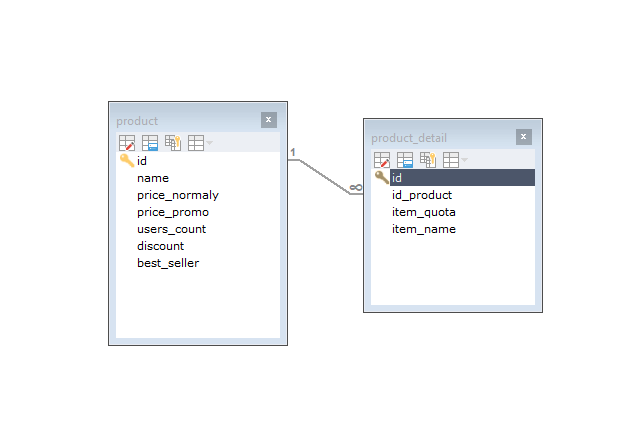 product
id
name
price_normaly
price_promo
users_count
discount
best_seller
1
∞
product_detail
id
id_product
item_quota
item_name